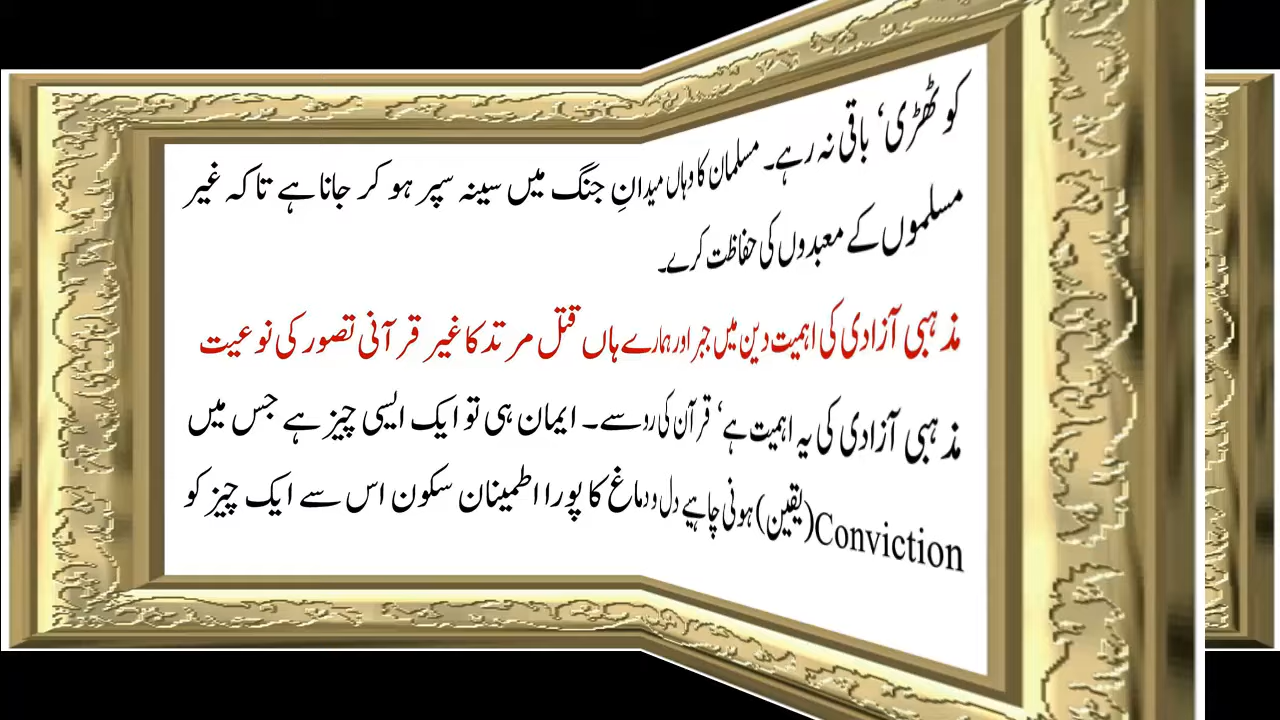 کوٹھڑی‘ باقی نہ رہے۔ مسلمان کا وہاں میدانِ جنگ میں سینہ سپر ہو کر جانا ہے تاکہ غیر
مسلموں کے معبدوں کی حفاظت کرے۔
مذہبی آزادی کی اہمیت دین میں جبر اور ہمارے ہاں قتل مرتد کا غیر قرآنی تصور کی نوعیت
مذہبی آزادی کی یہ اہمیت ہے‘ قرآن کی رو سے۔ ایمان ہی تو ایک ایسی چیز ہے جس میں
Conviction(یقین) ہونی چاہیے دل و دماغ کا پورا اطمینان سکون اس سے ایک چیز کو